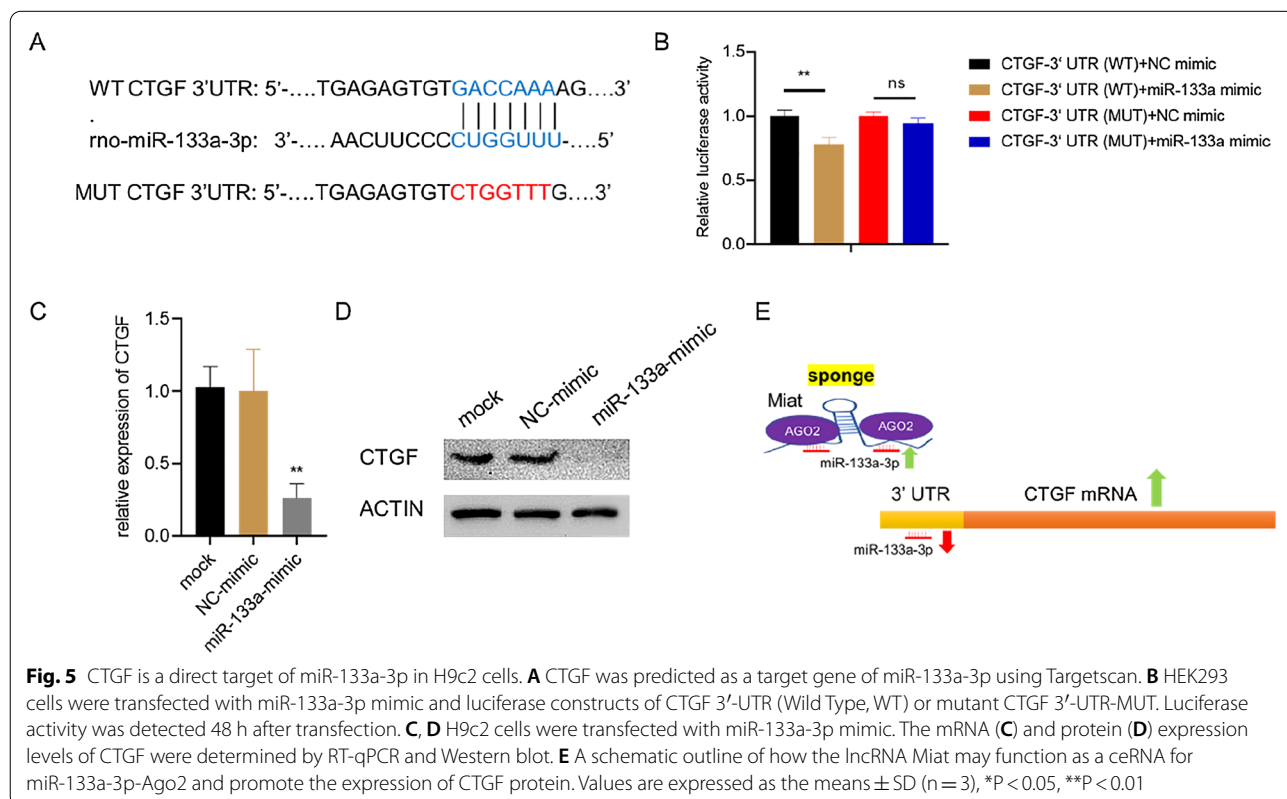 A
WT CTGF 3'UTR: 5'-....TGAGAGTGTGACCAAAAG....3'
.
rno-miR-133a-3p: 3'-.... AACUUCCCCUGGUUU-....5'
MUT CTGF 3'UTR: 5'-....TGAGAGTGTCTGGTTTG....3'
B
Relative luciferase activity
1.5
1.0
0.5
0.0
**
ns
CTGF-3' UTR (WT)+NC mimic
CTGF-3' UTR (WT)+miR-133a mimic
CTGF-3' UTR (MUT)+NC mimic
CTGF-3' UTR (MUT)+miR-133a mimic
C
relative expression of CTGF
1.5
1.0
0.5
0.0
**
mock
NC-mimic
miR-133a-mimic
D
mock
NC-mimic
miR-133a-mimic
CTGF
ACTIN
E
sponge
Miat
AGO2
AGO2
miR-133a-3p
3' UTR
CTGF mRNA
miR-133a-3p
Fig. 5 CTGF is a direct target of miR-133a-3p in H9c2 cells. A CTGF was predicted as a target gene of miR-133a-3p using Targetscan. B HEK293
cells were transfected with miR-133a-3p mimic and luciferase constructs of CTGF 3′-UTR (Wild Type, WT) or mutant CTGF 3′-UTR-MUT. Luciferase
activity was detected 48 h after transfection. C, D H9c2 cells were transfected with miR-133a-3p mimic. The mRNA (C) and protein (D) expression
levels of CTGF were determined by RT-qPCR and Western blot. E A schematic outline of how the lncRNA Miat may function as a ceRNA for
miR-133a-3p-Ago2 and promote the expression of CTGF protein. Values are expressed as the means ± SD (n = 3), *P < 0.05, **P < 0.01